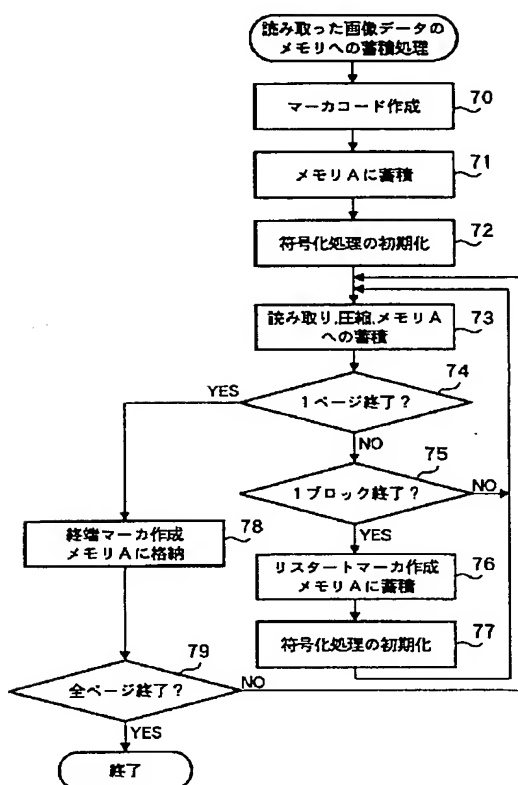 読み取った画像データの
メモリへの蓄積処理
マーカコード作成
70
メモリAに蓄積
71
符号化処理の初期化
72
読み取り,圧縮,メモリA
への蓄積
73
1ページ終了?
74
YES
NO
1ブロック終了?
75
NO
YES
リスタートマーカ作成
メモリAに蓄積
76
符号化処理の初期化
77
終端マーカ作成
メモリAに格納
78
全ページ終了?
79
NO
YES
終了